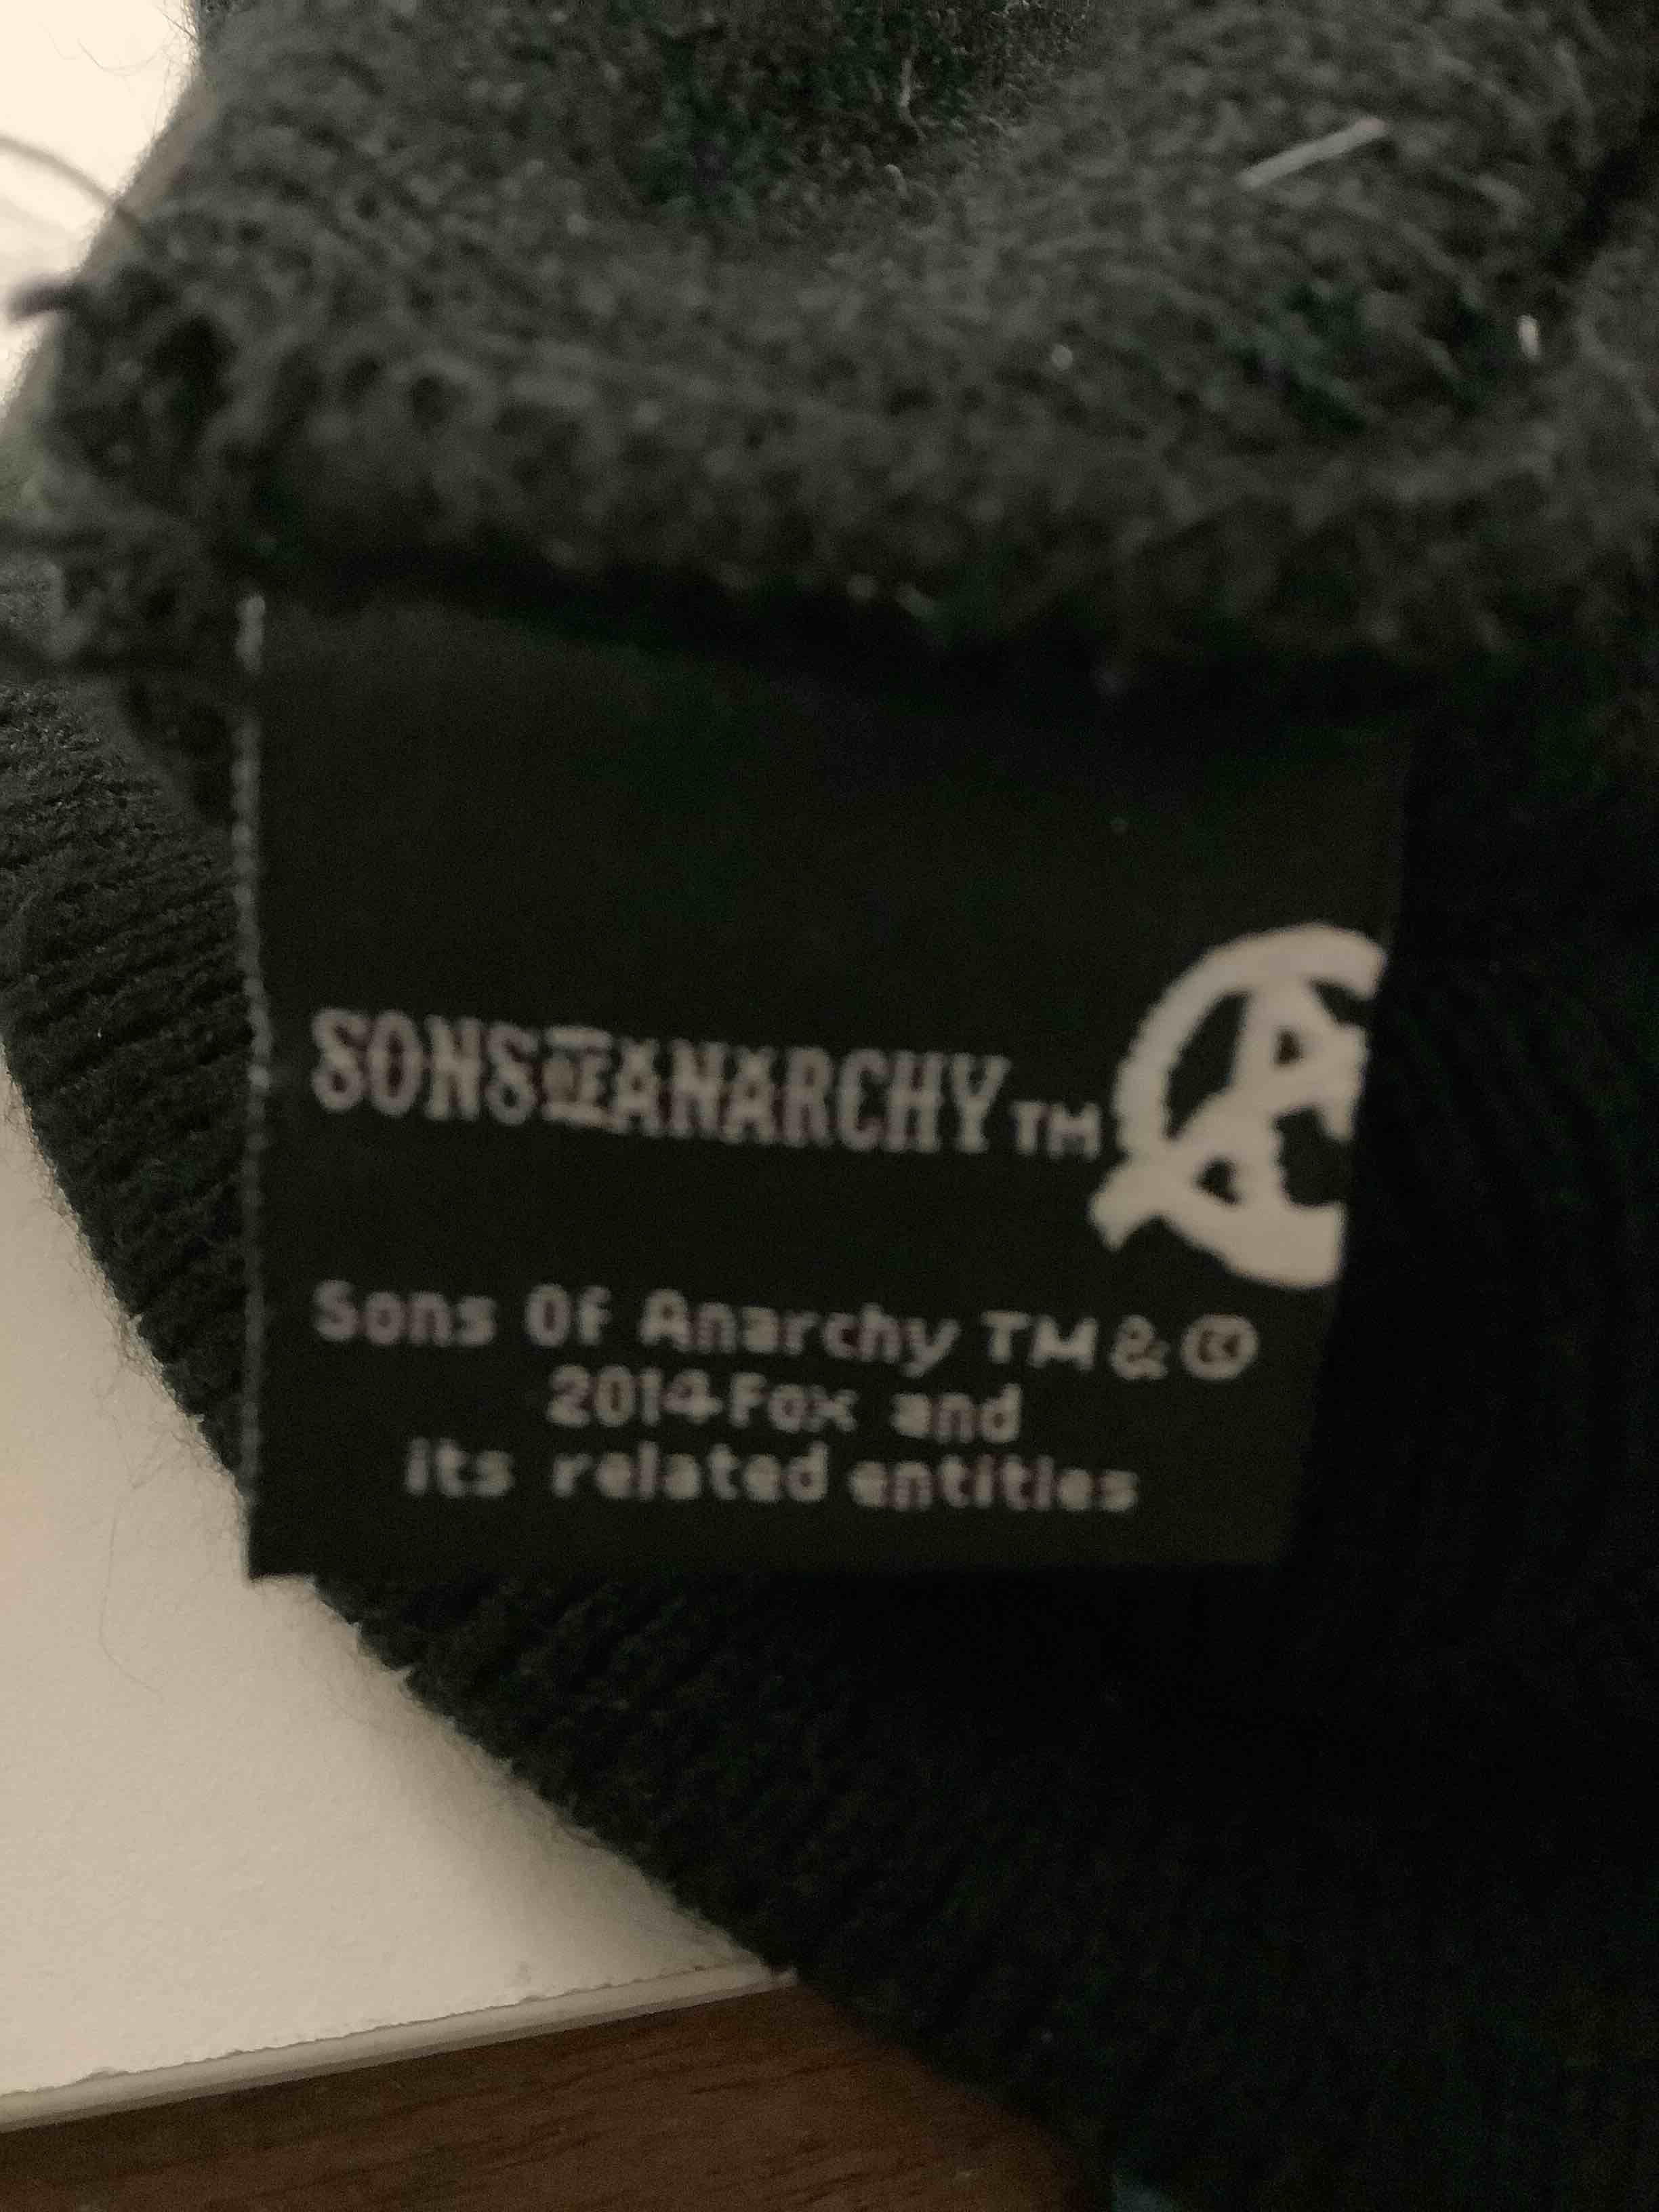 SONS OF ANARCHY TM
Sons Of Anarchy TM & ©
2014 Fox and
its related entities